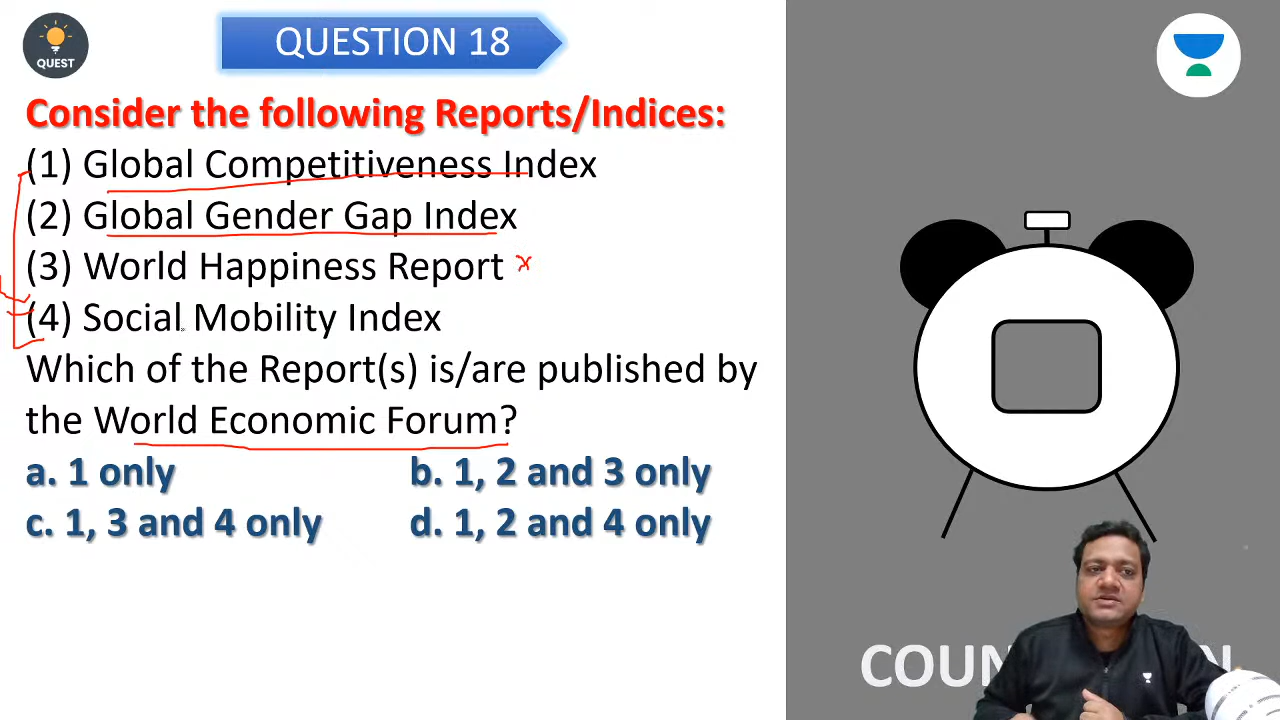 QUEST
QUESTION 18
Consider the following Reports/Indices:
(1) Global Competitiveness Index
(2) Global Gender Gap Index
(3) World Happiness Report x
(4) Social Mobility Index
Which of the Report(s) is/are published by
the World Economic Forum?
a. 1 only
b. 1, 2 and 3 only
c. 1, 3 and 4 only
d. 1, 2 and 4 only